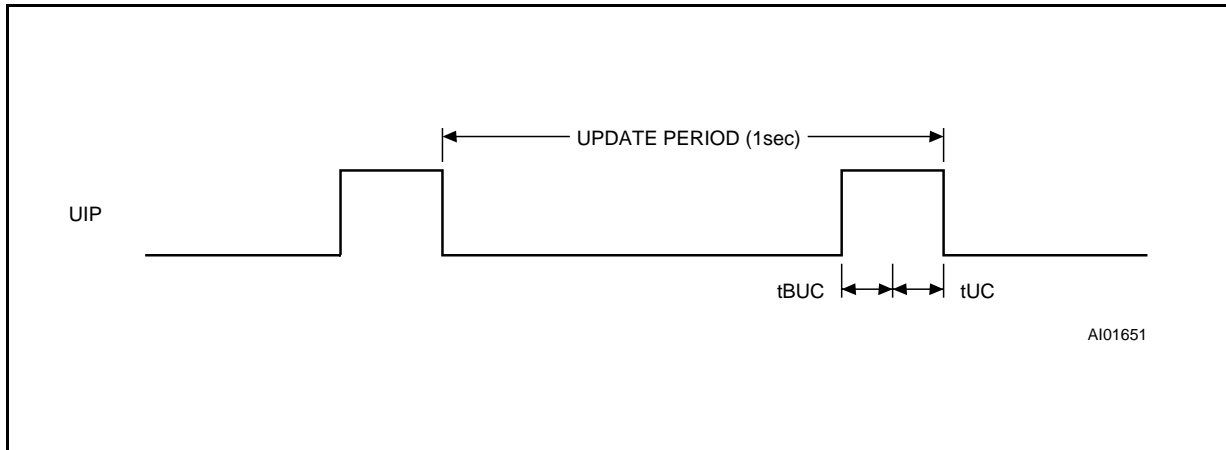 UPDATE PERIOD (1sec)
UIP
tBUC
tUC
AI01651